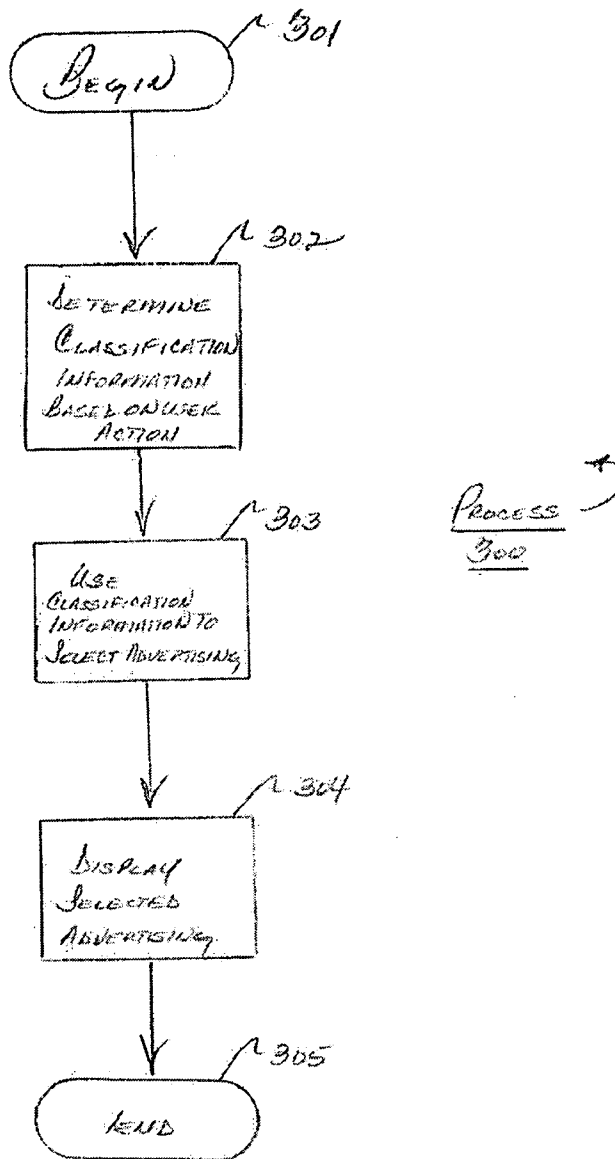 301
BEGIN
302
DETERMINE
CLASSIFICATION
INFORMATION
BASED ON USER
ACTION
303
USE
CLASSIFICATION
INFORMATION TO
SELECT ADVERTISING
PROCESS
300
304
DISPLAY
SELECTED
ADVERTISING
305
END